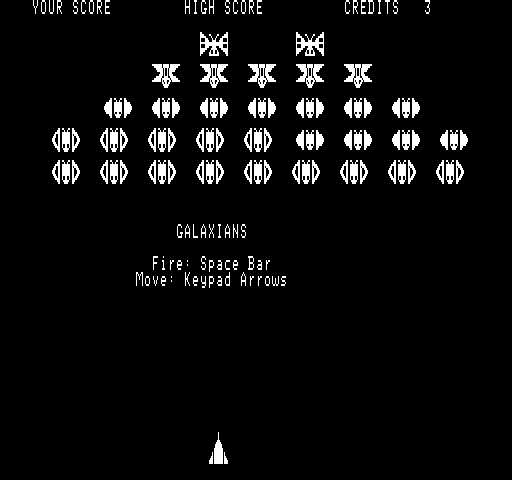 YOUR SCORE HIGH SCORE CREDITS 3
GALAXIANS
Fire: Space Bar
Move: Keypad Arrows